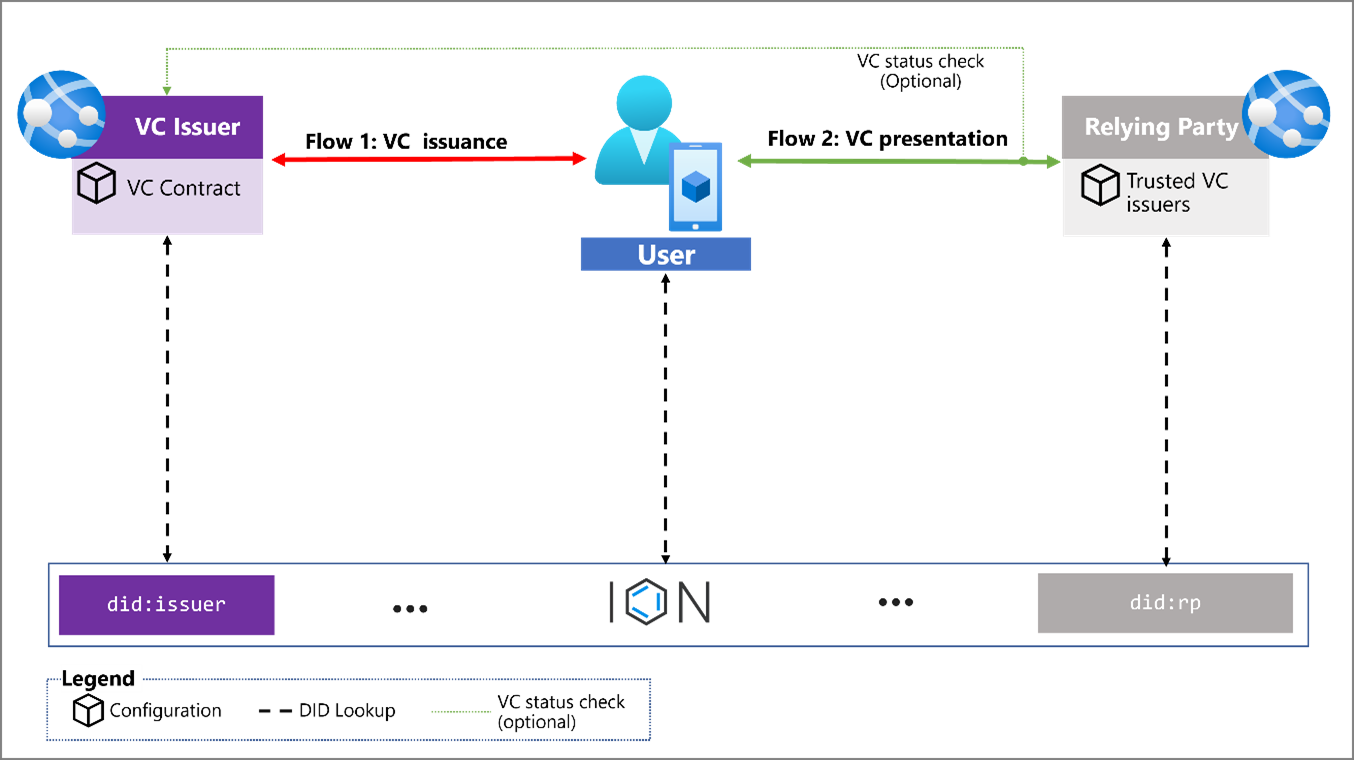 VC status check
(Optional)
VC Issuer
Flow 1: VC issuance
Flow 2: VC presentation
Relying Party
VC Contract
Trusted VC
issuers
User
did:issuer
•••
ION
•••
did:rp
Legend
Configuration
DID Lookup
VC status check
(optional)